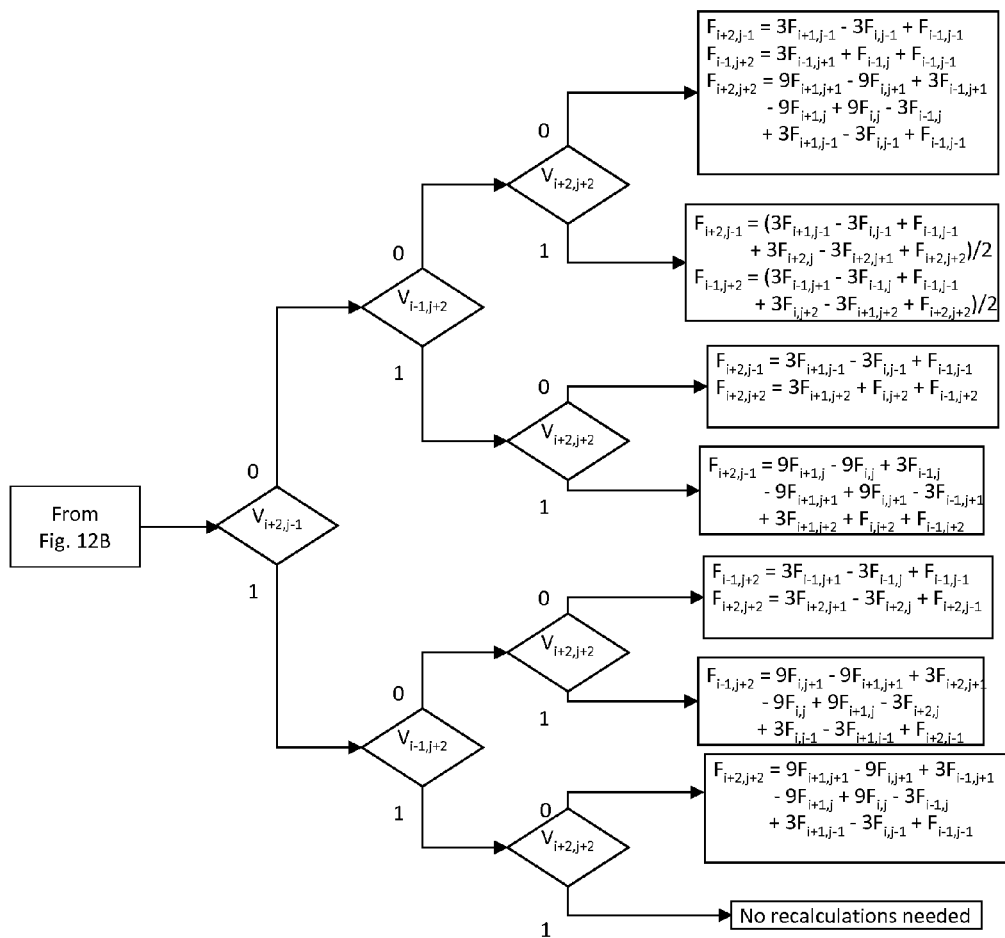 F_{i+2,j-1} = 3F_{i+1,j-1} - 3F_{i,j-1} + F_{i-1,j-1}
F_{i-1,j+2} = 3F_{i-1,j+1} + F_{i-1,j} + F_{i-1,j-1}
F_{i+2,j+2} = 9F_{i+1,j+1} - 9F_{i,j+1} + 3F_{i-1,j+1}
- 9F_{i+1,j} + 9F_{i,j} - 3F_{i-1,j}
+ 3F_{i+1,j-1} - 3F_{i,j-1} + F_{i-1,j-1}
0
V_{i+2,j+2}
1
F_{i+2,j-1} = (3F_{i+1,j-1} - 3F_{i,j-1} + F_{i-1,j-1}
+ 3F_{i+2,j} - 3F_{i+2,j+1} + F_{i+2,j+2})/2
F_{i-1,j+2} = (3F_{i-1,j+1} - 3F_{i-1,j} + F_{i-1,j-1}
+ 3F_{i,j+2} - 3F_{i+1,j+2} + F_{i+2,j+2})/2
0
V_{i-1,j+2}
1
F_{i+2,j-1} = 3F_{i+1,j-1} - 3F_{i,j-1} + F_{i-1,j-1}
F_{i+2,j+2} = 3F_{i+1,j+2} + F_{i,j+2} + F_{i-1,j+2}
0
V_{i+2,j+2}
1
F_{i+2,j-1} = 9F_{i+1,j} - 9F_{i,j} + 3F_{i-1,j}
- 9F_{i+1,j+1} + 9F_{i,j+1} - 3F_{i-1,j+1}
+ 3F_{i+1,j+2} + F_{i,j+2} + F_{i-1,j+2}
0
From
Fig. 12B
V_{i+2,j-1}
1
F_{i-1,j+2} = 3F_{i-1,j+1} - 3F_{i-1,j} + F_{i-1,j-1}
F_{i+2,j+2} = 3F_{i+2,j+1} - 3F_{i+2,j} + F_{i+2,j-1}
0
V_{i+2,j+2}
1
F_{i-1,j+2} = 9F_{i,j+1} - 9F_{i+1,j+1} + 3F_{i+2,j+1}
- 9F_{i,j} + 9F_{i+1,j} - 3F_{i+2,j}
+ 3F_{i,j-1} - 3F_{i+1,j-1} + F_{i+2,j-1}
0
V_{i-1,j+2}
1
F_{i+2,j+2} = 9F_{i+1,j+1} - 9F_{i,j+1} + 3F_{i-1,j+1}
- 9F_{i+1,j} + 9F_{i,j} - 3F_{i-1,j}
+ 3F_{i+1,j-1} - 3F_{i,j-1} + F_{i-1,j-1}
0
V_{i+2,j+2}
1
No recalculations needed